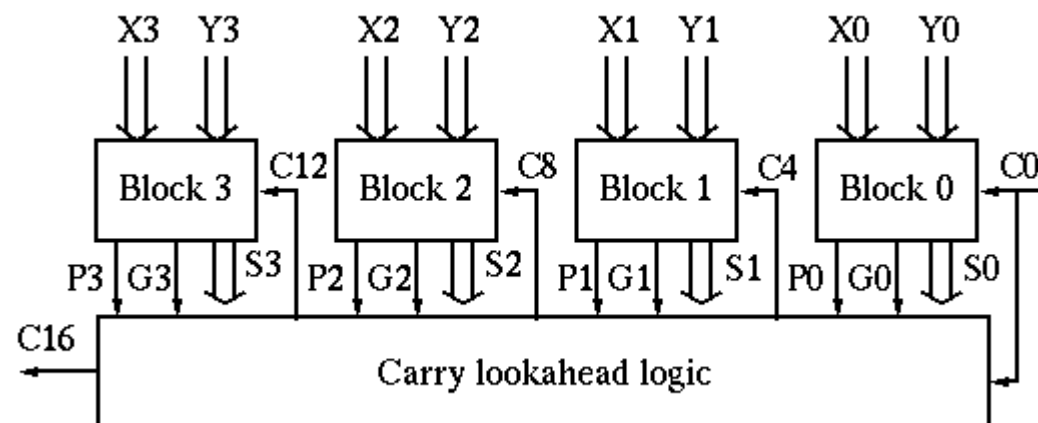 X3 Y3 X2 Y2 X1 Y1 X0 Y0
C12 C8 C4 C0
Block 3 Block 2 Block 1 Block 0
P3 G3 S3 P2 G2 S2 P1 G1 S1 P0 G0 S0
C16
Carry lookahead logic